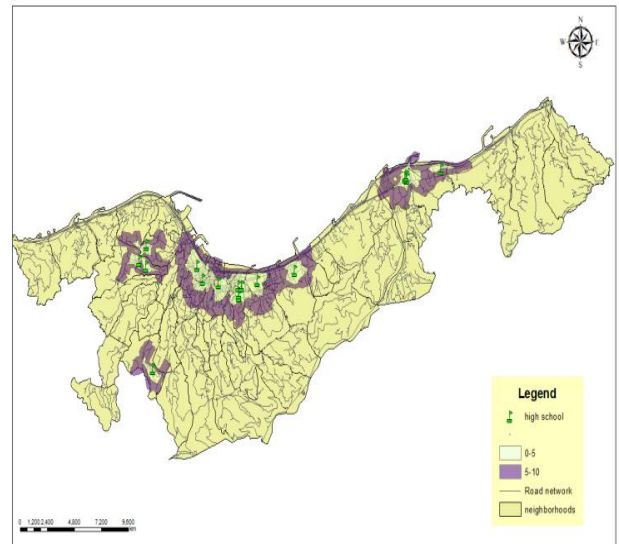 N
W E
S
Legend
high school
0-5
5-10
Road network
neighborhoods
0 1,200 2,400 4,800 7,200 9,600
km